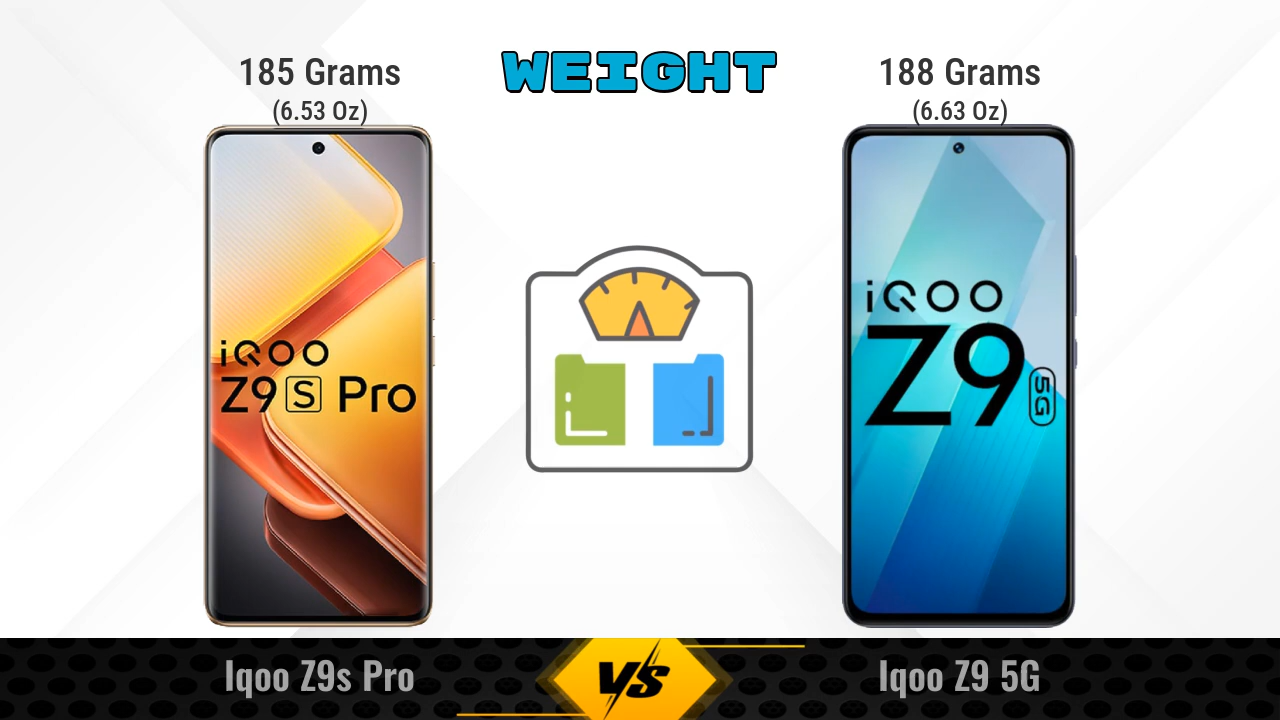 WEIGHT
185 Grams
(6.53 Oz)
188 Grams
(6.63 Oz)
iQOO
Z9S Pro
iQOO
Z9
5G
Iqoo Z9s Pro
VS
Iqoo Z9 5G